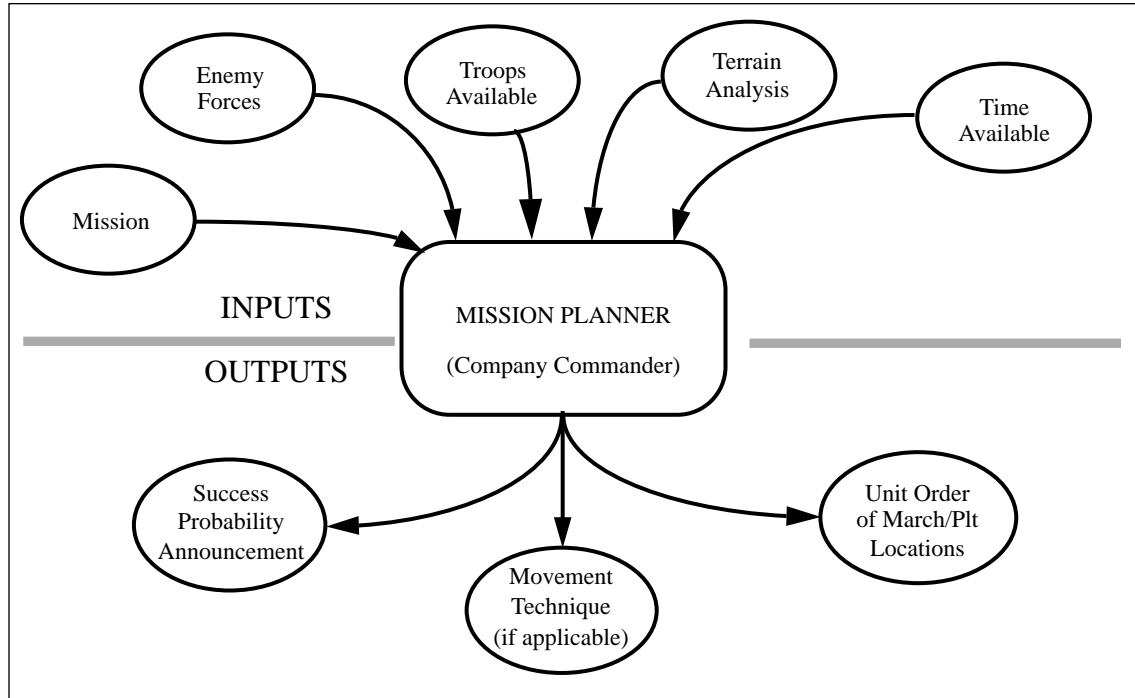 Enemy
Forces
Troops
Available
Terrain
Analysis
Time
Available
Mission
INPUTS
MISSION PLANNER
(Company Commander)
OUTPUTS
Success
Probability
Announcement
Movement
Technique
(if applicable)
Unit Order
of March/Plt
Locations